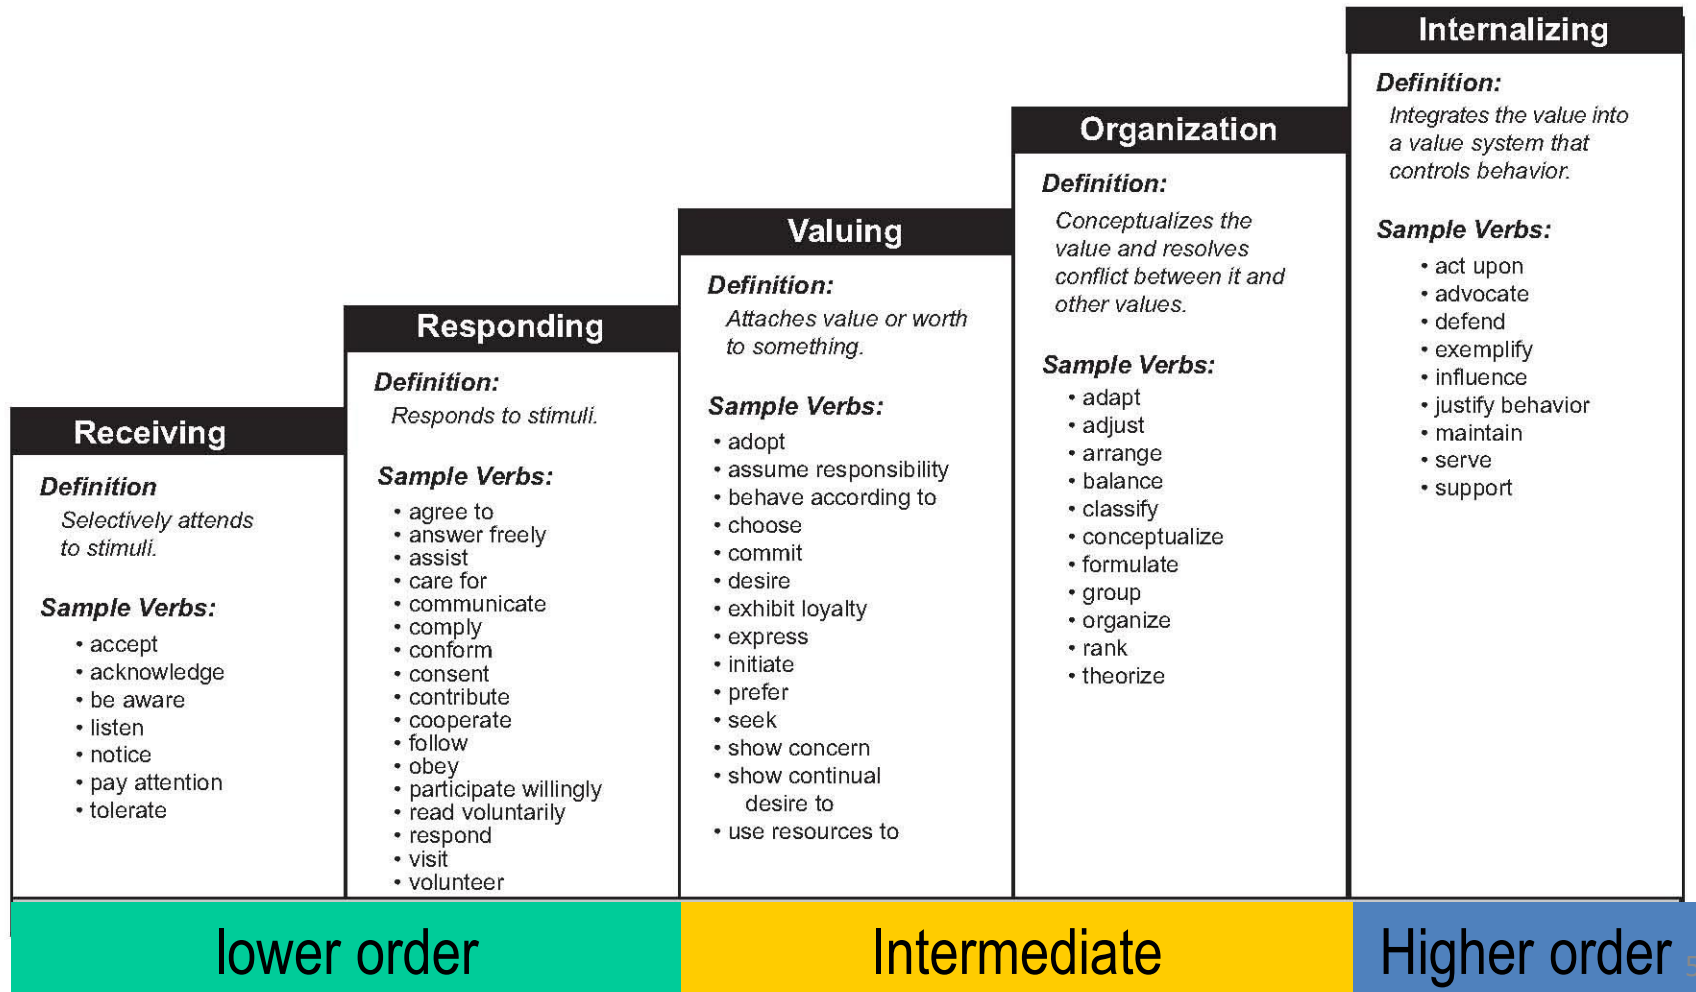 Receiving
Definition
Selectively attends
to stimuli.
Sample Verbs:
• accept
• acknowledge
• be aware
• listen
• notice
• pay attention
• tolerate
Responding
Definition:
Responds to stimuli.
Sample Verbs:
• agree to
• answer freely
• assist
• care for
• communicate
• comply
• conform
• consent
• contribute
• cooperate
• follow
• obey
• participate willingly
• read voluntarily
• respond
• visit
• volunteer
Valuing
Definition:
Attaches value or worth
to something.
Sample Verbs:
• adopt
• assume responsibility
• behave according to
• choose
• commit
• desire
• exhibit loyalty
• express
• initiate
• prefer
• seek
• show concern
• show continual
desire to
• use resources to
Organization
Definition:
Conceptualizes the
value and resolves
conflict between it and
other values.
Sample Verbs:
• adapt
• adjust
• arrange
• balance
• classify
• conceptualize
• formulate
• group
• organize
• rank
• theorize
Internalizing
Definition:
Integrates the value into
a value system that
controls behavior.
Sample Verbs:
• act upon
• advocate
• defend
• exemplify
• influence
• justify behavior
• maintain
• serve
• support
lower order
Intermediate
Higher order